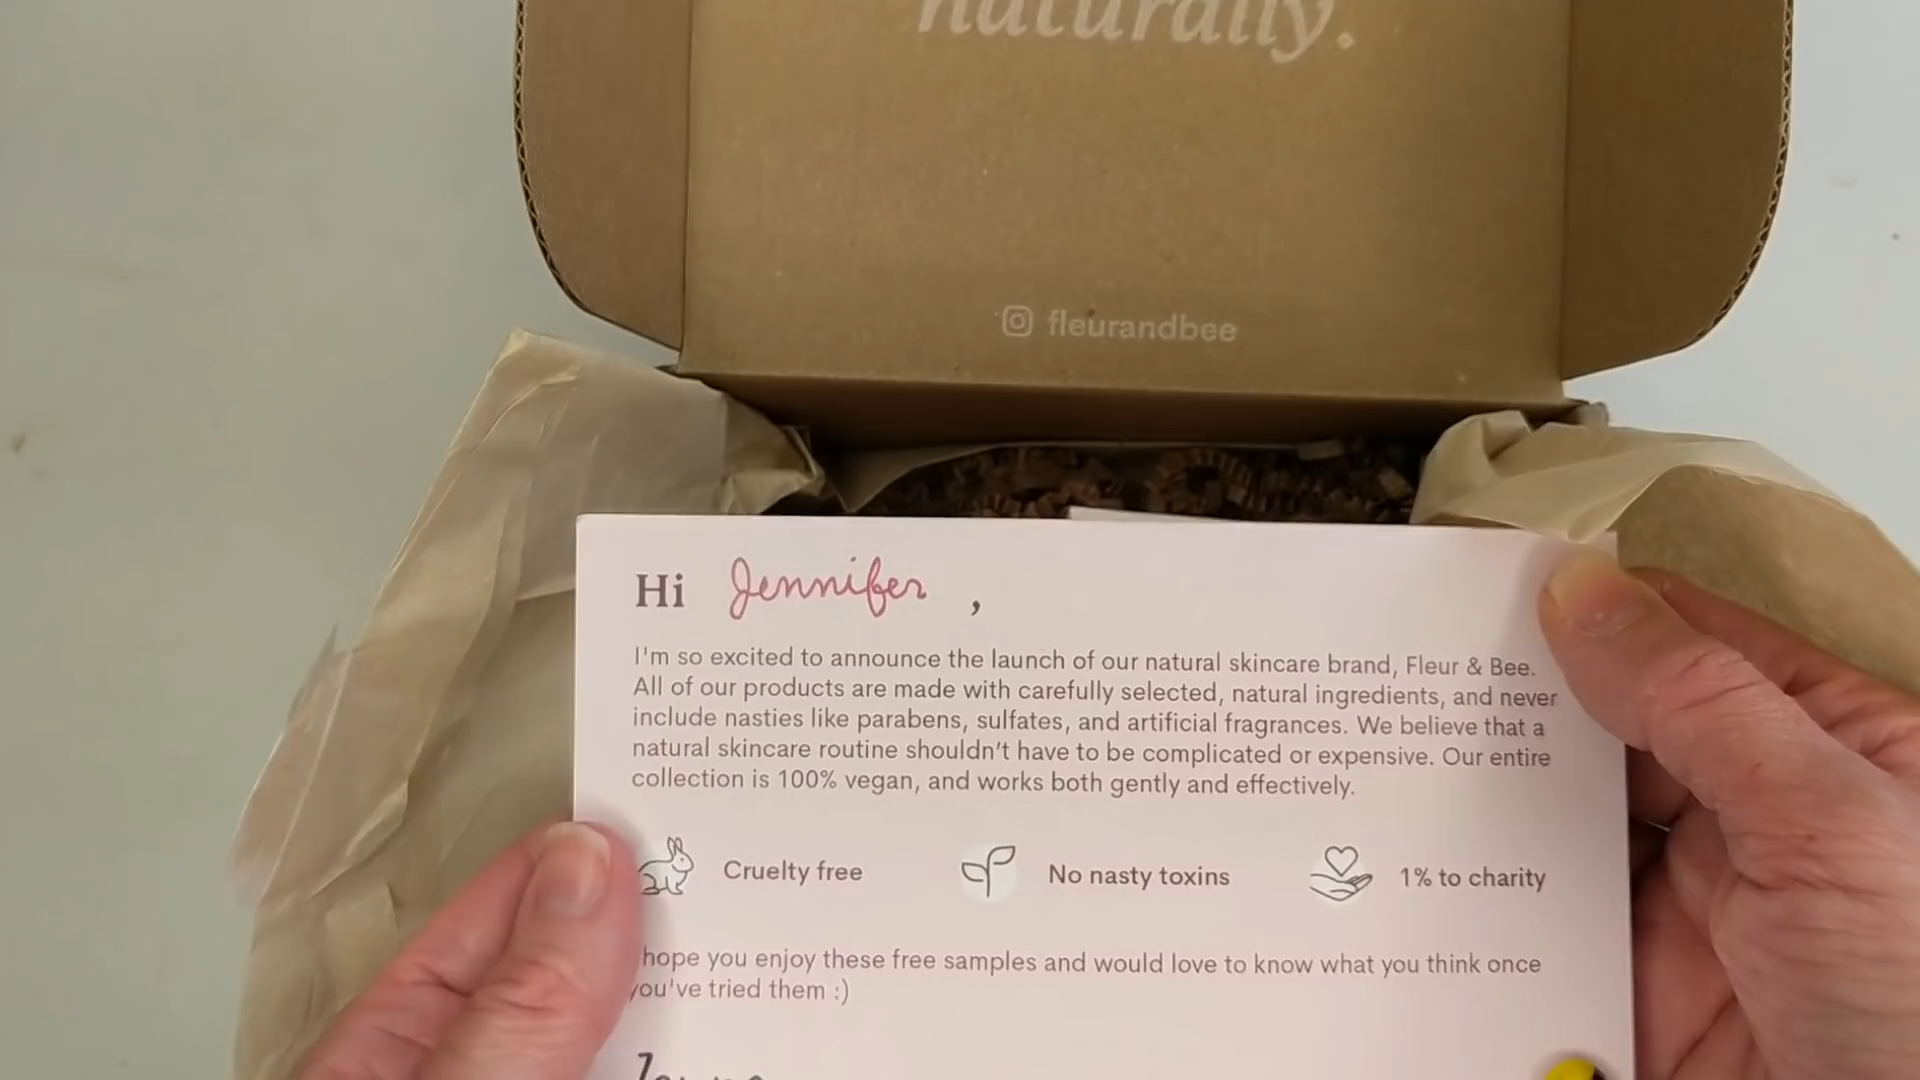 naturally.
fleurandbee
Hi Jennifer,
I'm so excited to announce the launch of our natural skincare brand, Fleur & Bee.
All of our products are made with carefully selected, natural ingredients, and never
include nasties like parabens, sulfates, and artificial fragrances. We believe that a
natural skincare routine shouldn't have to be complicated or expensive. Our entire
collection is 100% vegan, and works both gently and effectively.
Cruelty free
No nasty toxins
1% to charity
hope you enjoy these free samples and would love to know what you think once
you've tried them :)